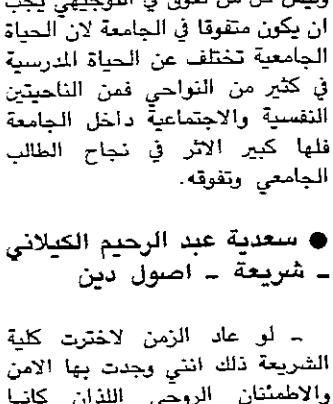 وليس كل من تفوق في التوجيهي يجب
ان يكون متفوقا في الجامعة لان الحياة
الجامعية تختلف عن الحياة المدرسية
في كثير من النواحي فمن الناحيتين
النفسية والاجتماعية داخل الجامعة
فلها كبير الاثر في نجاح الطالب
الجامعي وتفوقه.
● سعدية عبد الرحيم الكيلاني
ـ شريعة ـ اصول دين
ـ لو عاد الزمن لاخترت كلية
الشريعة ذلك انني وجدت بها الامن
والاطمئنان الروحي اللذان كانا